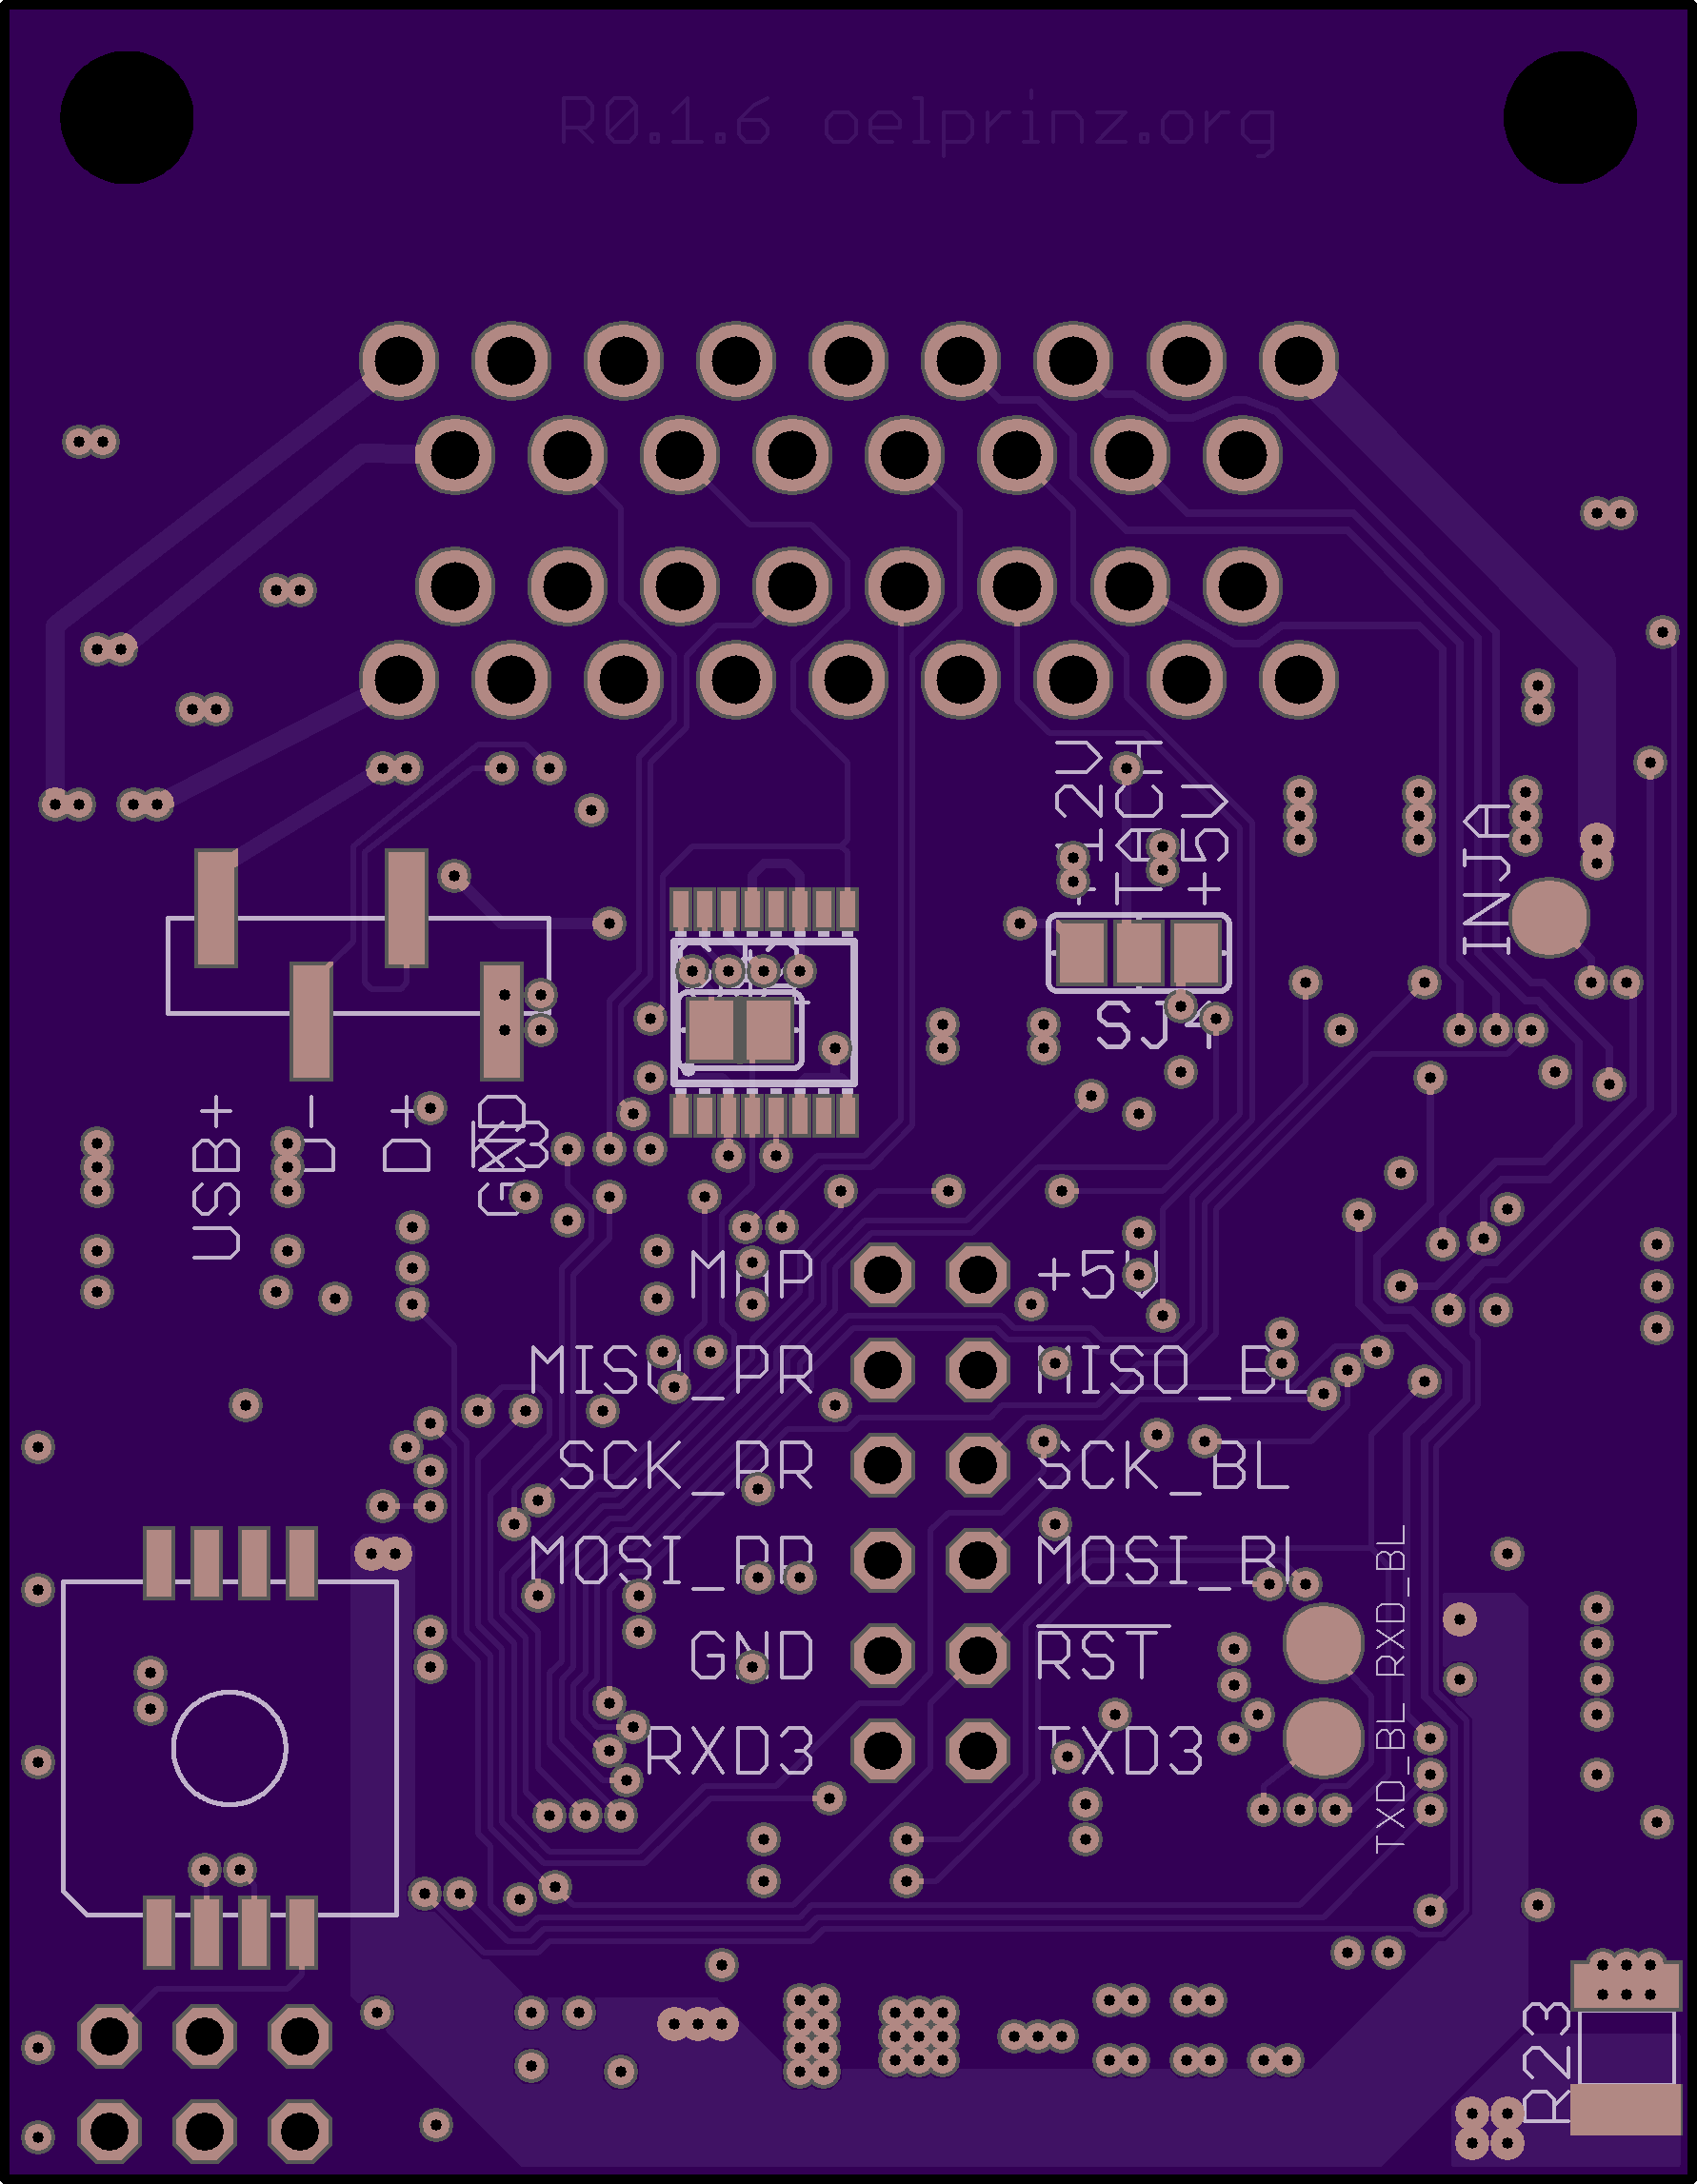 R0.1.6 oelprinz.org
+12V
TACH
+5V
INJA
SJ4
USB+
D-
D+
GND
MAP
+5V
MISO_PR
MISO_BL
SCK_PR
SCK_BL
MOSI_PR
MOSI_BL
GND
RST
RXD3
TXD3
RXD_BL
TXD_BL
R23